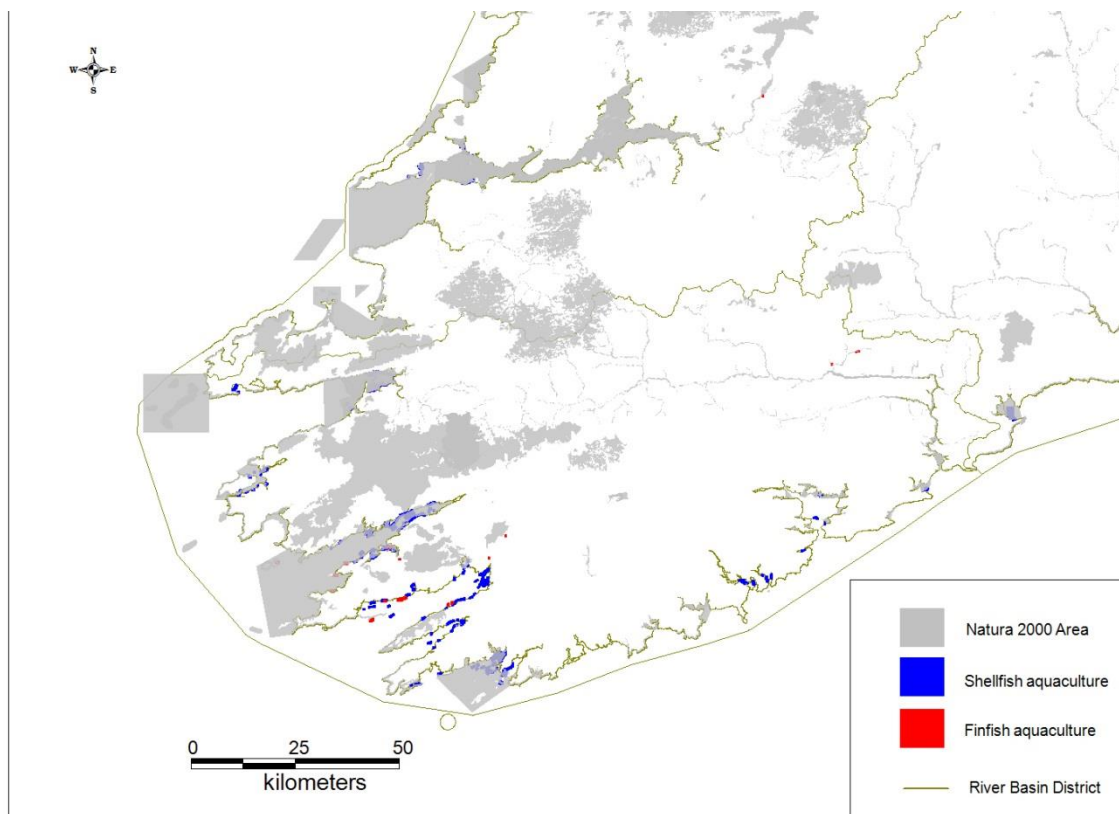 N
W E
S
0 25 50
kilometers
Natura 2000 Area
Shellfish aquaculture
Finfish aquaculture
River Basin District